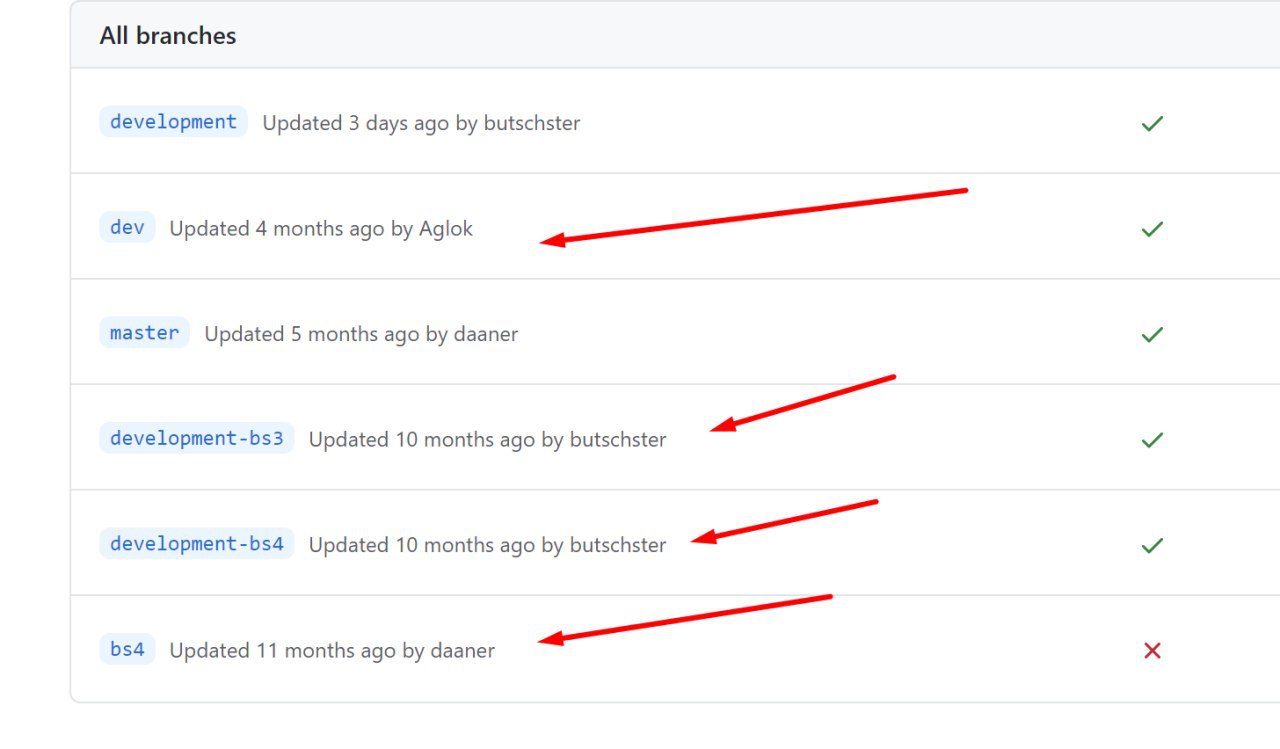 All branches
development Updated 3 days ago by butschster
dev Updated 4 months ago by Aglok
master Updated 5 months ago by daaner
development-bs3 Updated 10 months ago by butschster
development-bs4 Updated 10 months ago by butschster
bs4 Updated 11 months ago by daaner